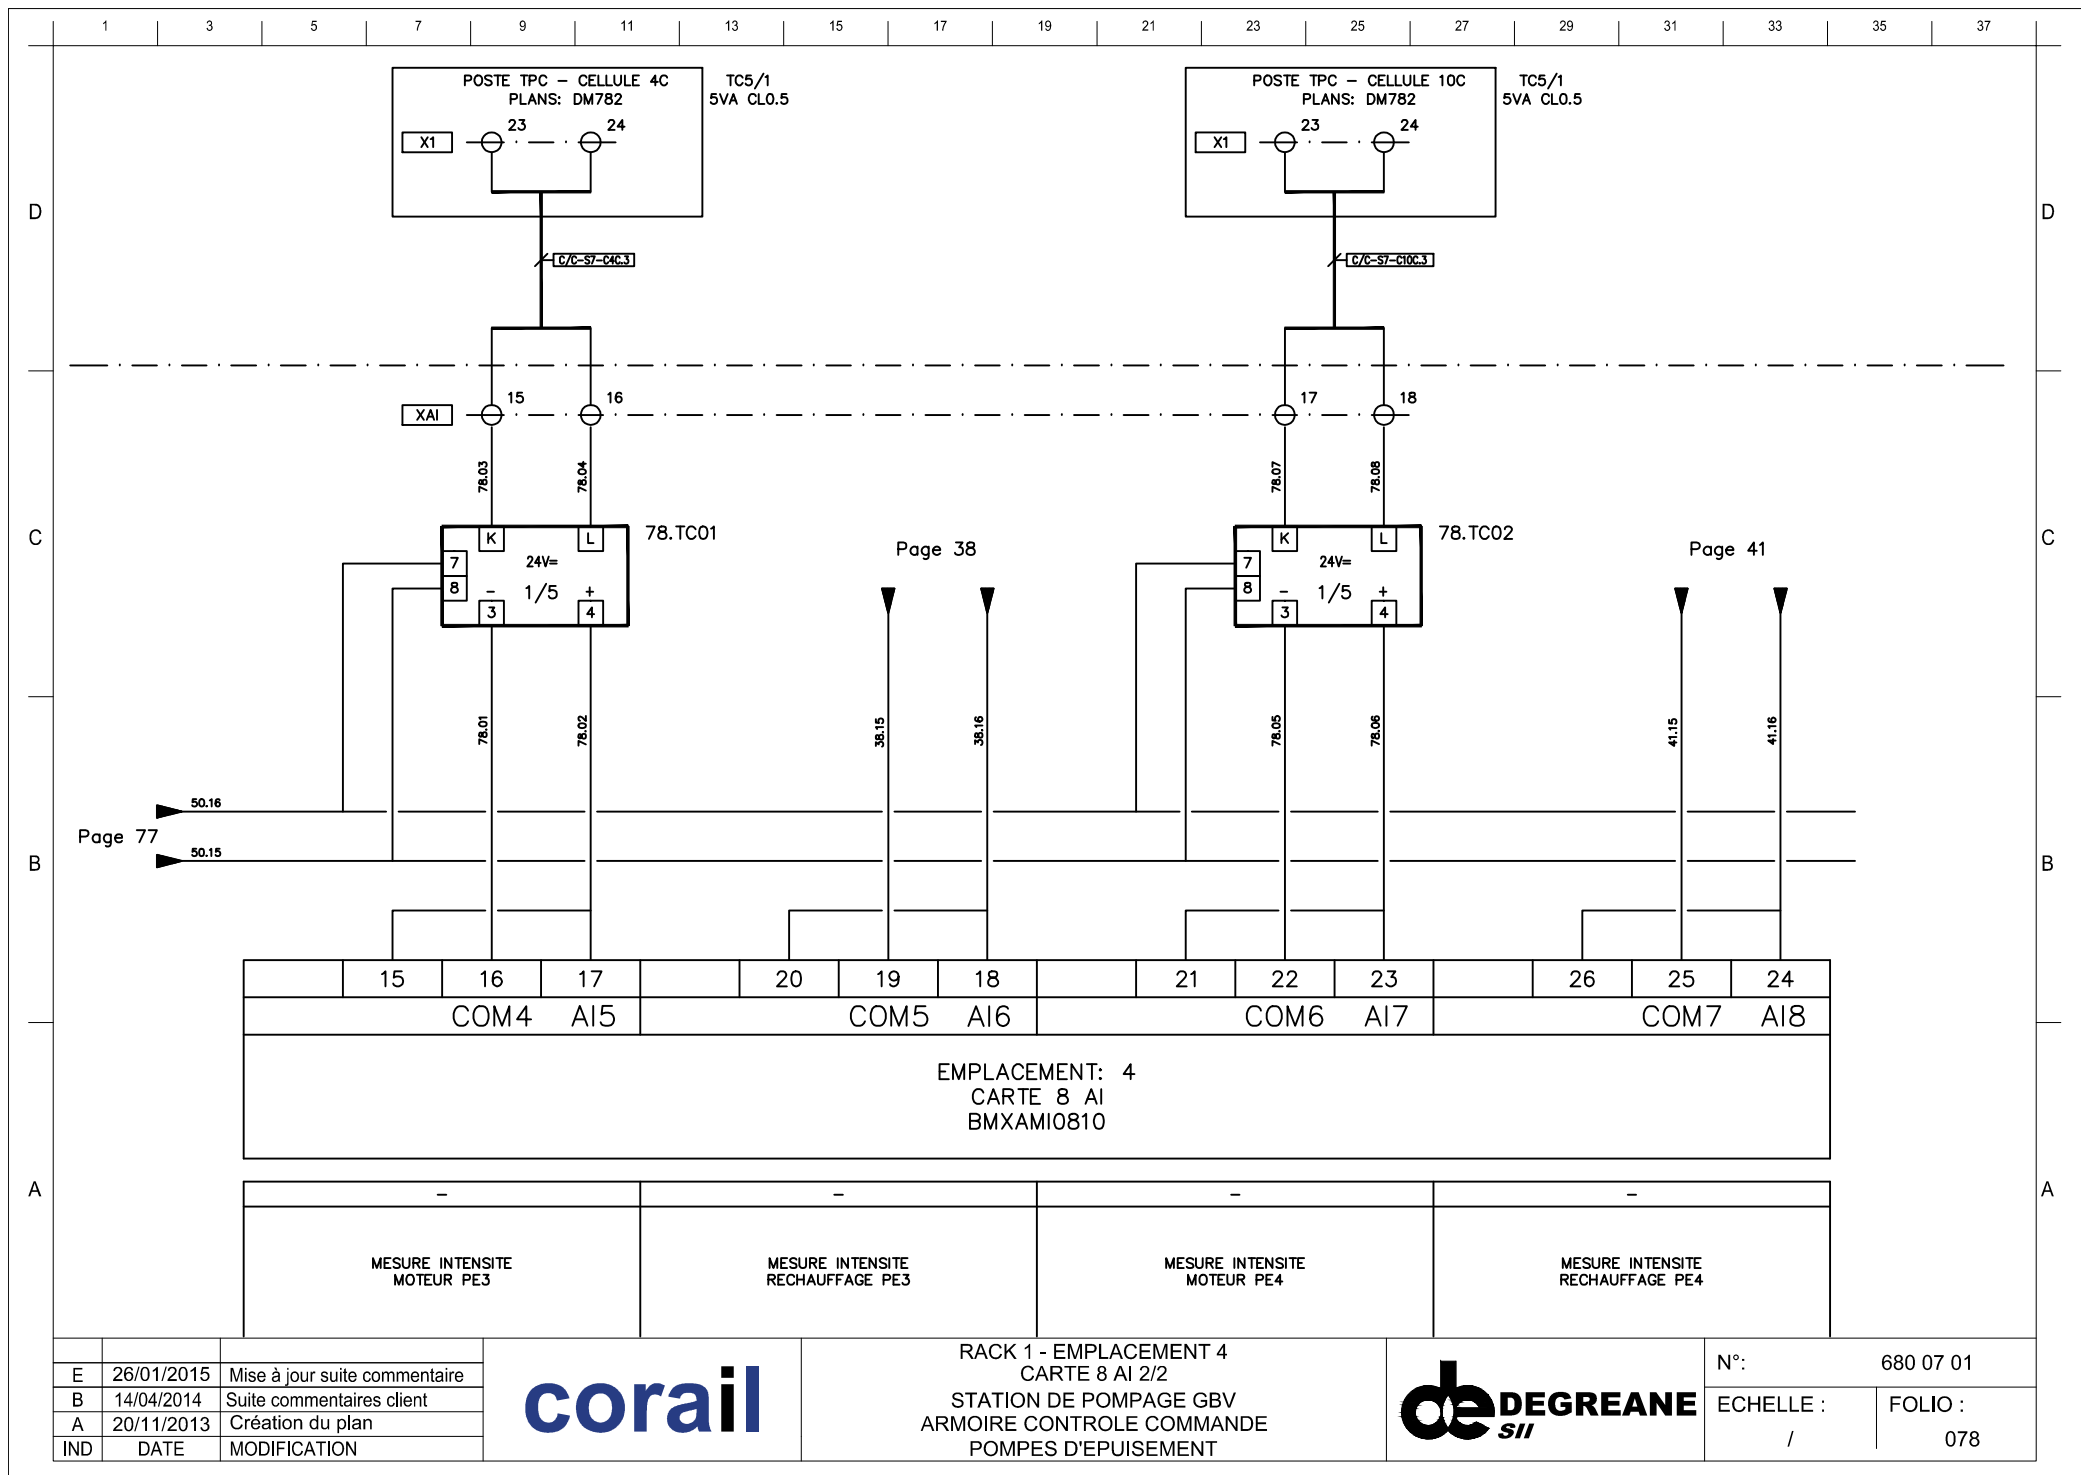 1 3 5 7 9 11 13 15 17 19 21 23 25 27 29 31 33 35 37
POSTE TPC – CELLULE 4C
PLANS: DM782
TC5/1
5VA CL0.5
X1
23
24
POSTE TPC – CELLULE 10C
PLANS: DM782
TC5/1
5VA CL0.5
X1
23
24
D
D
C/C-S7-C4C.3
C/C-S7-C10C.3
XAI
15
16
17
18
78.03
78.04
78.07
78.08
C
C
K
L
7
24V=
8
–
1/5
+
3
4
78.TC01
Page 38
K
L
7
24V=
8
–
1/5
+
3
4
78.TC02
Page 41
78.01
78.02
38.15
38.16
78.05
78.06
41.15
41.16
50.16
Page 77
50.15
B
B
15 16 17 20 19 18 21 22 23 26 25 24
COM4 AI5 COM5 AI6 COM6 AI7 COM7 AI8
EMPLACEMENT: 4
CARTE 8 AI
BMXAMI0810
A
A
– – – –
MESURE INTENSITE
MOTEUR PE3
MESURE INTENSITE
RECHAUFFAGE PE3
MESURE INTENSITE
MOTEUR PE4
MESURE INTENSITE
RECHAUFFAGE PE4
E 26/01/2015 Mise à jour suite commentaire
B 14/04/2014 Suite commentaires client
A 20/11/2013 Création du plan
IND DATE MODIFICATION
corail
RACK 1 - EMPLACEMENT 4
CARTE 8 AI 2/2
STATION DE POMPAGE GBV
ARMOIRE CONTROLE COMMANDE
POMPES D'EPUISEMENT
de DEGREANE
SII
N°: 680 07 01
ECHELLE :
/
FOLIO :
078